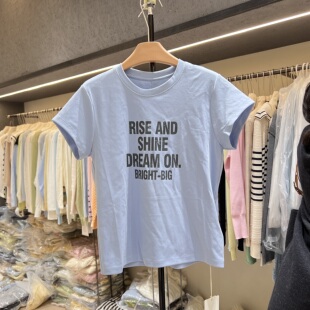 RISE AND
SHINE
DREAM ON.
BRIGHT-BIG